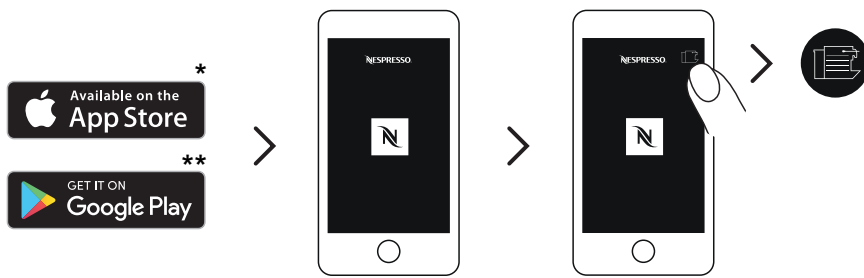 *
Available on the
App Store
**
GET IT ON
Google Play
NESPRESSO
N
NESPRESSO
N